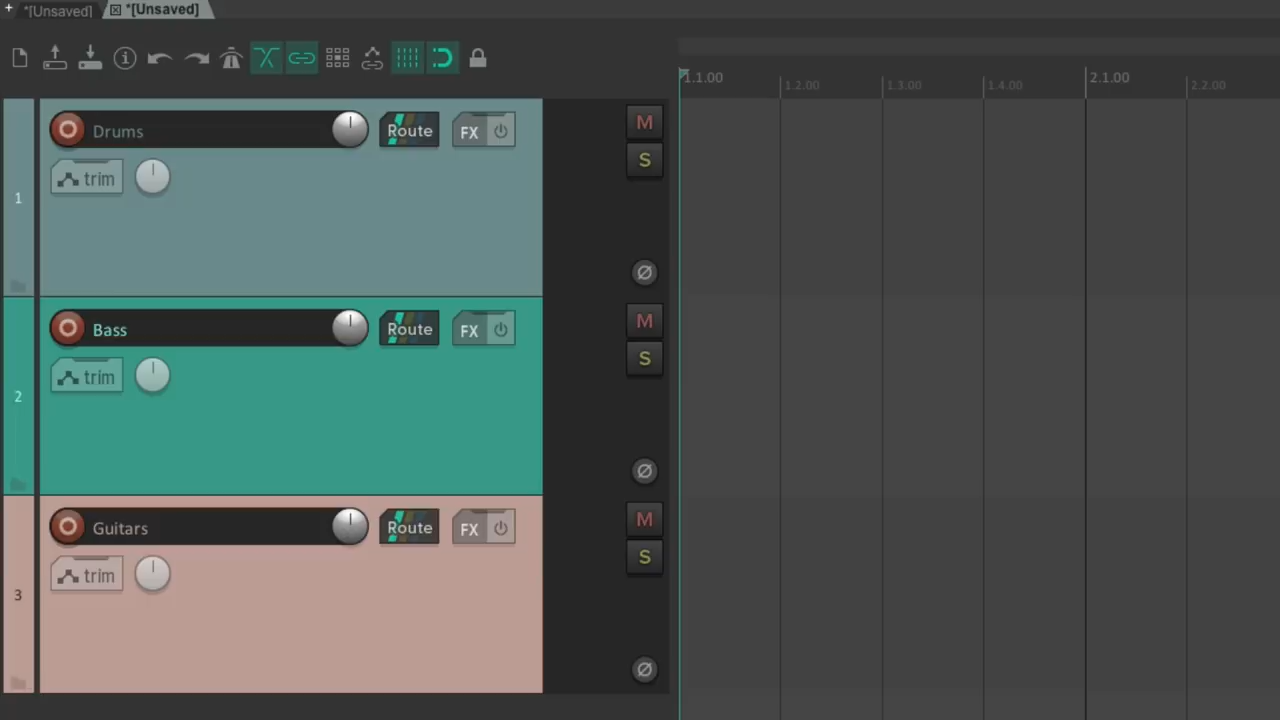 + *[Unsaved] *[Unsaved]
1.1.00 1.2.00 1.3.00 1.4.00 2.1.00 2.2.00
Drums Route FX M
trim S
1
Ø
Bass Route FX M
trim S
2
Ø
Guitars Route FX M
trim S
3
Ø